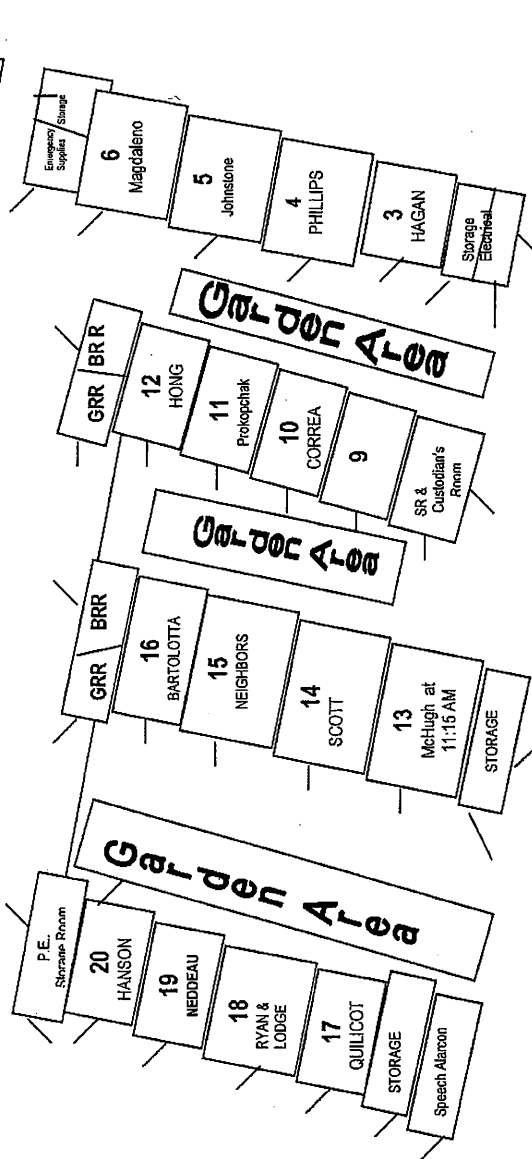 Emergency
Supplies
Storage
6
Magdaleno
5
Johnstone
4
PHILLIPS
3
HAGAN
Storage
Electrical
Garden Area
GRR
BR R
12
HONG
11
Prokopchak
10
CORREA
9
SR &
Custodian's
Room
Garden Area
GRR
BRR
16
BARTOLOTTA
15
NEIGHBORS
14
SCOTT
13
McHugh at
11:15 AM
STORAGE
Garden Area
P.E.
Storage Room
20
HANSON
19
NEDDEAU
18
RYAN &
LODGE
17
QUILICOT
STORAGE
Speech Alarcon